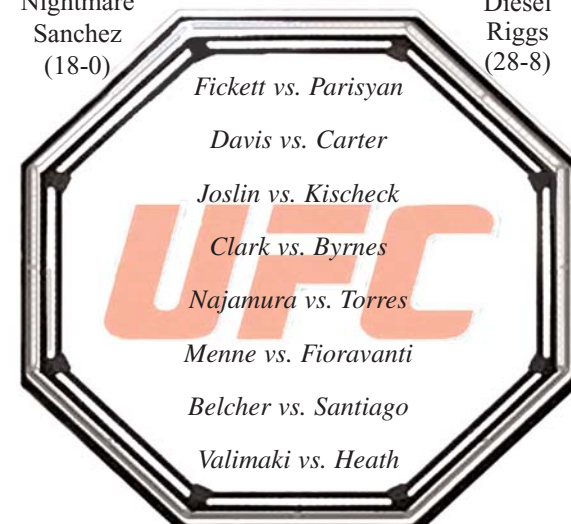 Nightmare
Sanchez
(18-0)
Diesel
Riggs
(28-8)
Fickett vs. Parisyan
Davis vs. Carter
Joslin vs. Kischeck
Clark vs. Byrnes
UFC
Najamura vs. Torres
Menne vs. Fioravanti
Belcher vs. Santiago
Valimaki vs. Heath